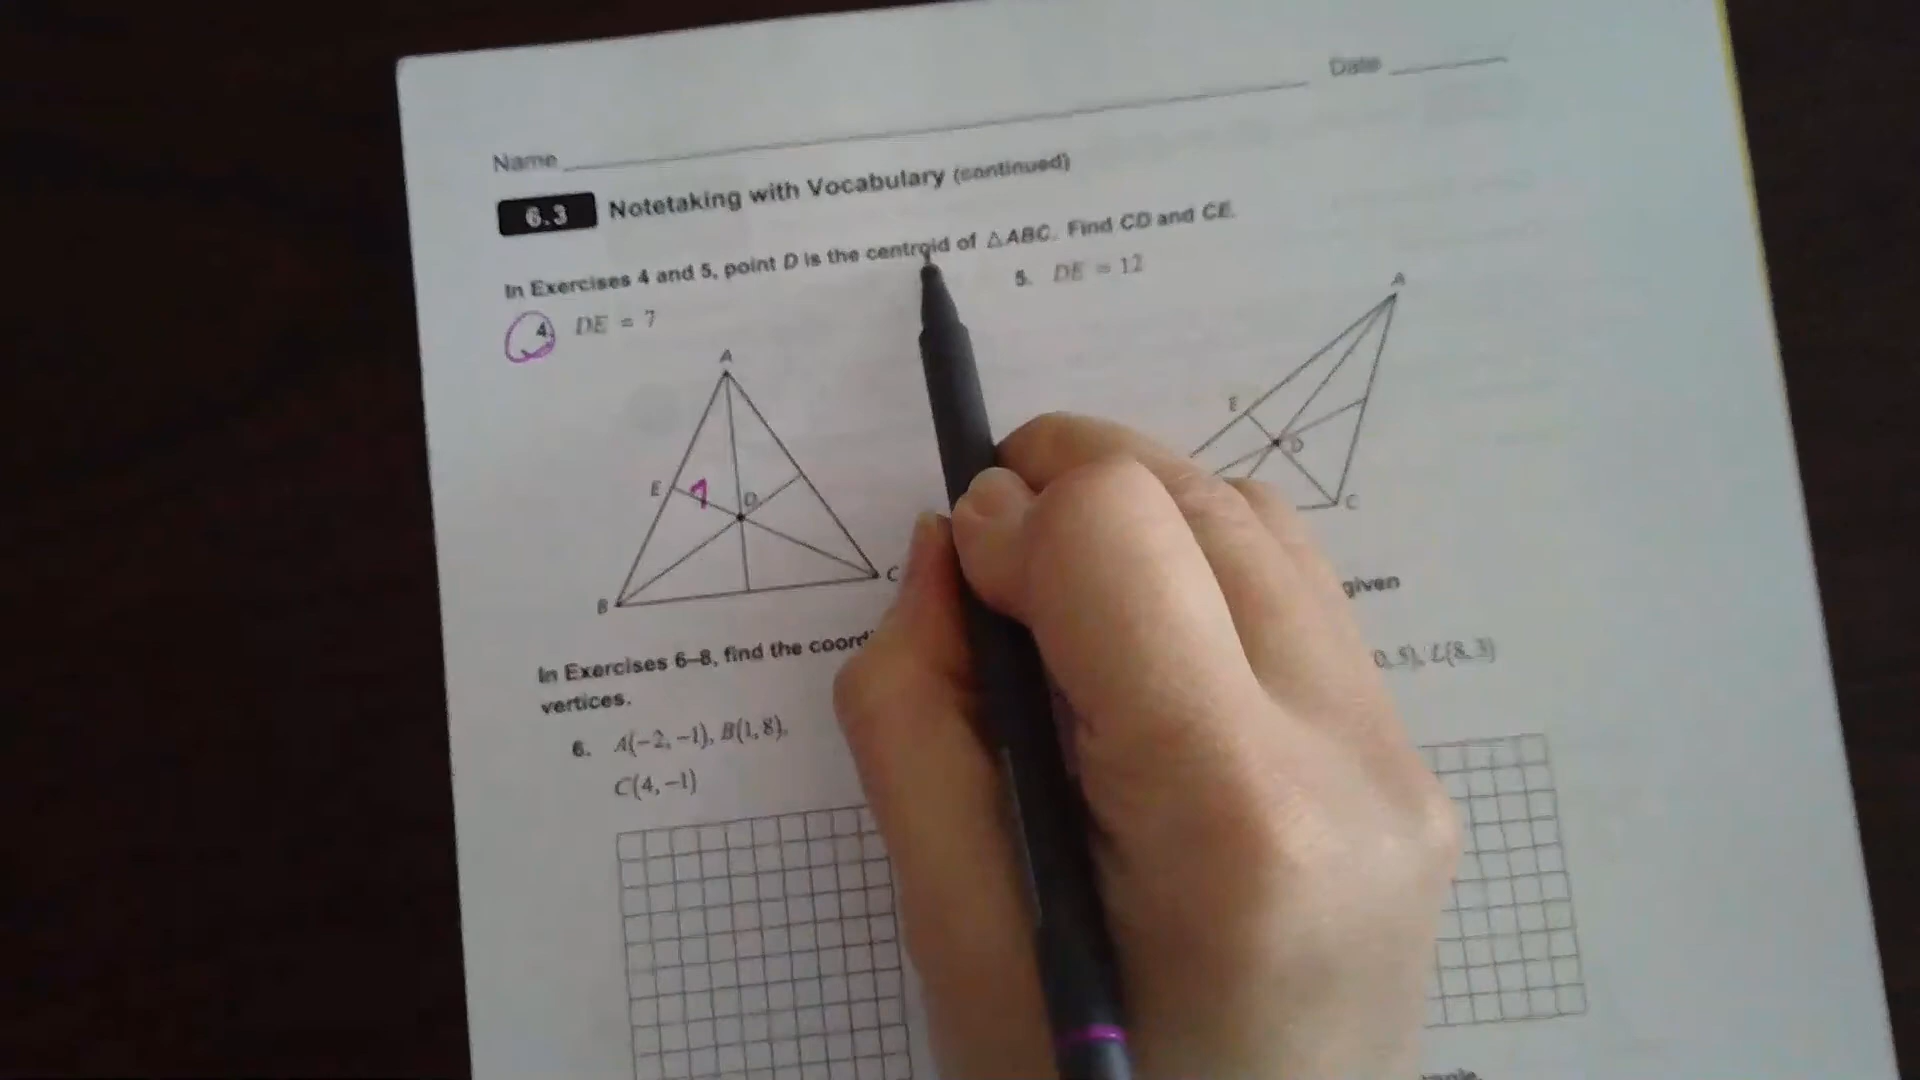 Date
Name
6.3 Notetaking with Vocabulary (continued)
In Exercises 4 and 5, point D is the centroid of △ABC. Find CD and CE.
4. DE = 7
5. DE = 12
A
E 7 D
B
C
A
E
D
C
In Exercises 6–8, find the
given
vertices.
6. A(−2, −1), B(1, 8),
C(4, −1)
L(8, 3)